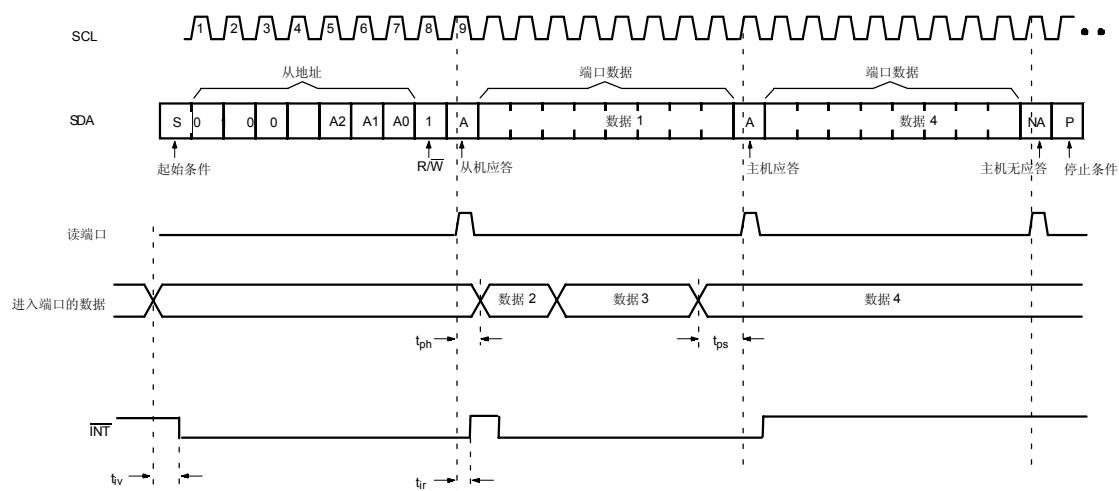 SCL 1 2 3 4 5 6 7 8 9
从地址 端口数据 端口数据
SDA S 0 0 0 A2 A1 A0 1 A 数据 1 A 数据 4 NA P
起始条件 R/W 从机应答 主机应答 主机无应答 停止条件
读端口
进入端口的数据 数据 2 数据 3 数据 4
tph tps
INT
tiv tir